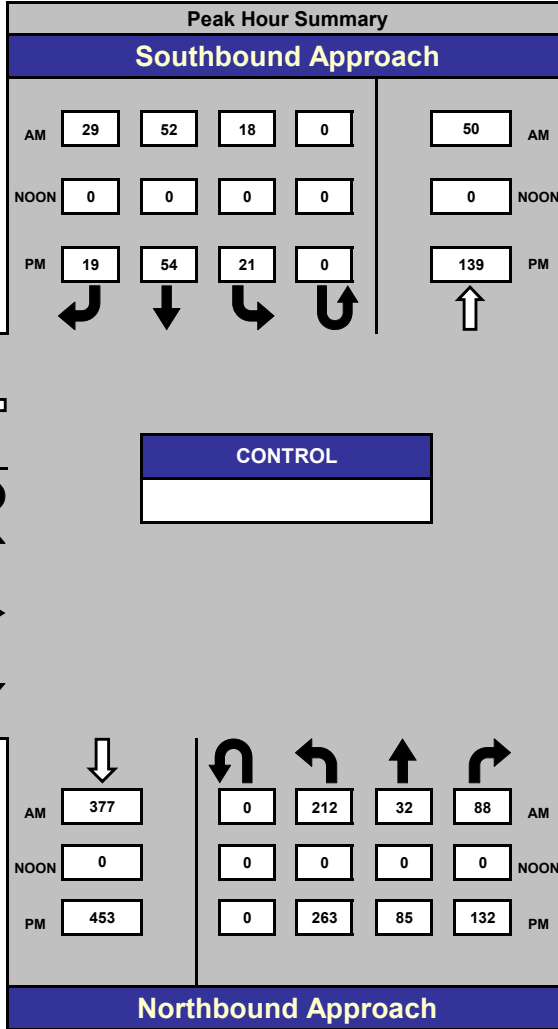 Peak Hour Summary
Southbound Approach
AM 29 52 18 0 50 AM
NOON 0 0 0 0 0 NOON
PM 19 54 21 0 139 PM
CONTROL
AM 377 0 212 32 88 AM
NOON 0 0 0 0 0 NOON
PM 453 0 263 85 132 PM
Northbound Approach